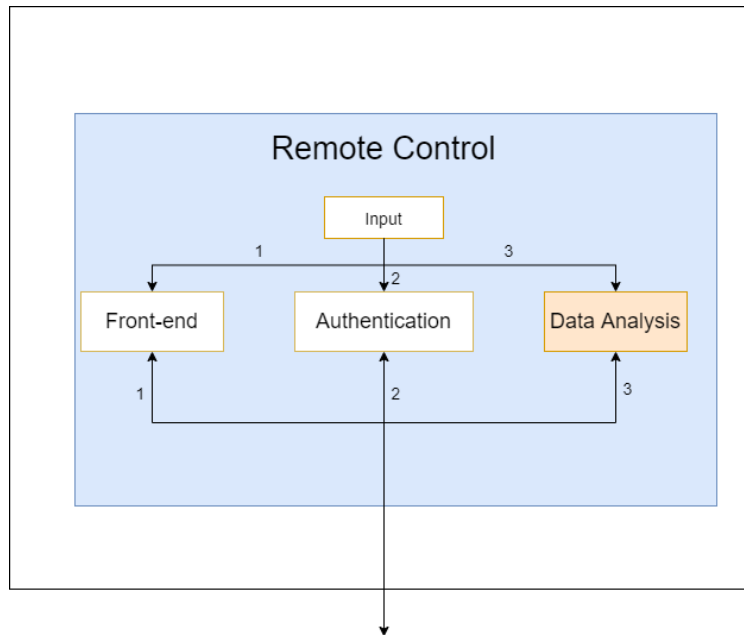 Remote Control
Input
1
3
2
Front-end
Authentication
Data Analysis
1
2
3